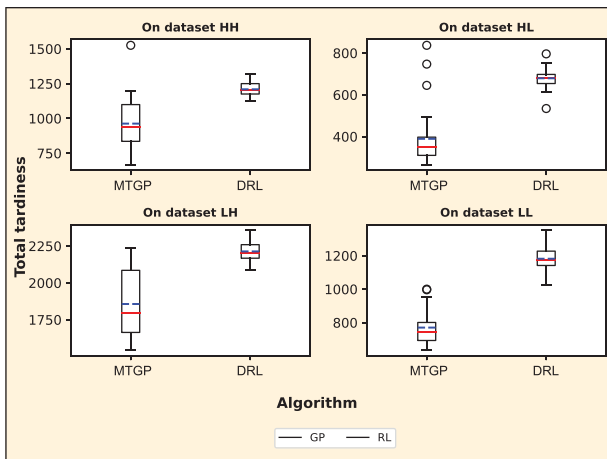 On dataset HH
1500
1250
1000
750
MTGP DRL
On dataset HL
800
600
400
MTGP DRL
Total tardiness
On dataset LH
2250
2000
1750
MTGP DRL
On dataset LL
1200
1000
800
MTGP DRL
Algorithm
GP RL